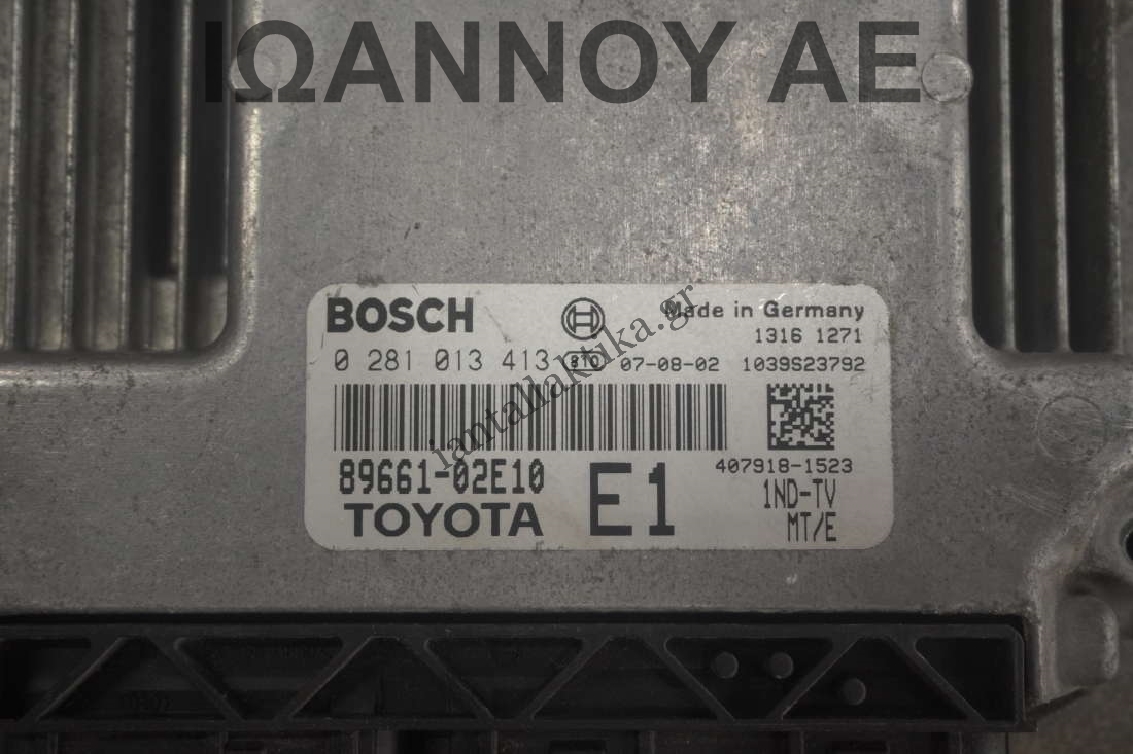 ΙΩΑΝΝΟΥ ΑΕ
BOSCH Made in Germany
1316 1271
0 281 013 413 810 07-08-02 1039S23792
iantallaktika.gr
407918-1523
89661-02E10 E1 1ND-TV
TOYOTA MT/E